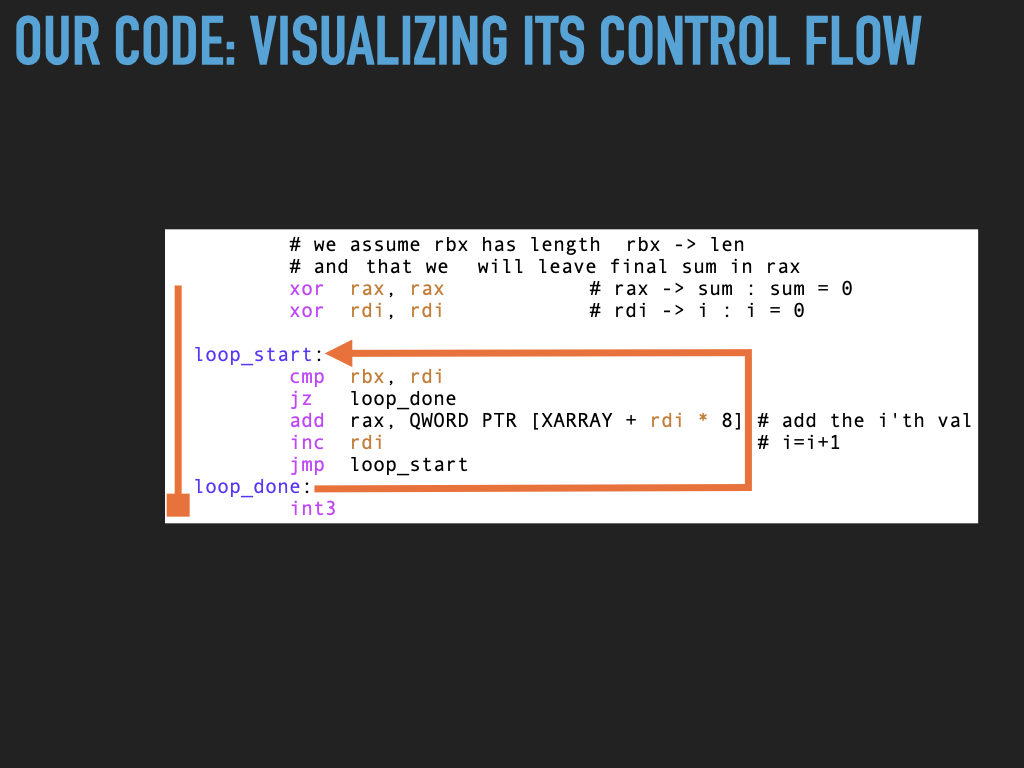 OUR CODE: VISUALIZING ITS CONTROL FLOW
# we assume rbx has length  rbx -> len
# and that we  will leave final sum in rax
xor  rax, rax  # rax -> sum : sum = 0
xor  rdi, rdi  # rdi -> i : i = 0
loop_start:
cmp  rbx, rdi
jz  loop_done
add  rax, QWORD PTR [XARRAY + rdi * 8] # add the i'th val
inc  rdi  # i=i+1
jmp  loop_start
loop_done:
int3